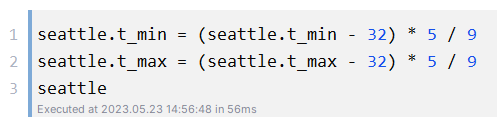 1 seattle.t_min = (seattle.t_min - 32) * 5 / 9
2 seattle.t_max = (seattle.t_max - 32) * 5 / 9
3 seattle
Executed at 2023.05.23 14:56:48 in 56ms